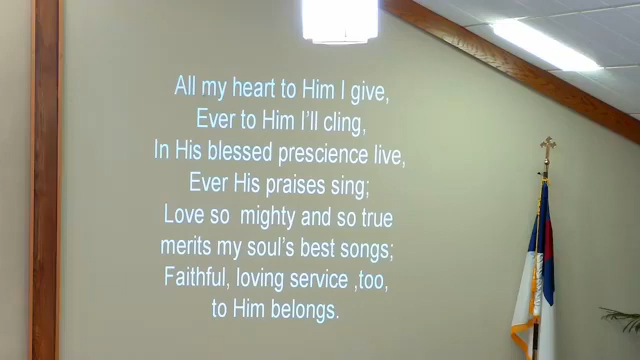 All my heart to Him I give,
Ever to Him I'll cling,
In His blessed prescience live,
Ever His praises sing;
Love so  mighty and so true
merits my soul's best songs;
Faithful, loving service ,too,
to Him belongs.